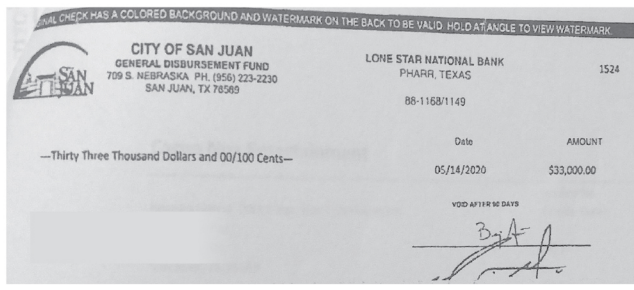 ORIGINAL CHECK HAS A COLORED BACKGROUND AND WATERMARK ON THE BACK TO BE VALID. HOLD AT ANGLE TO VIEW WATERMARK.
SAN JUAN
CITY OF SAN JUAN
GENERAL DISBURSEMENT FUND
709 S. NEBRASKA PH. (956) 223-2230
SAN JUAN, TX 78589
LONE STAR NATIONAL BANK
PHARR, TEXAS
88-1168/1149
1524
Date AMOUNT
—Thirty Three Thousand Dollars and 00/100 Cents—
05/14/2020 $33,000.00
VOID AFTER 90 DAYS